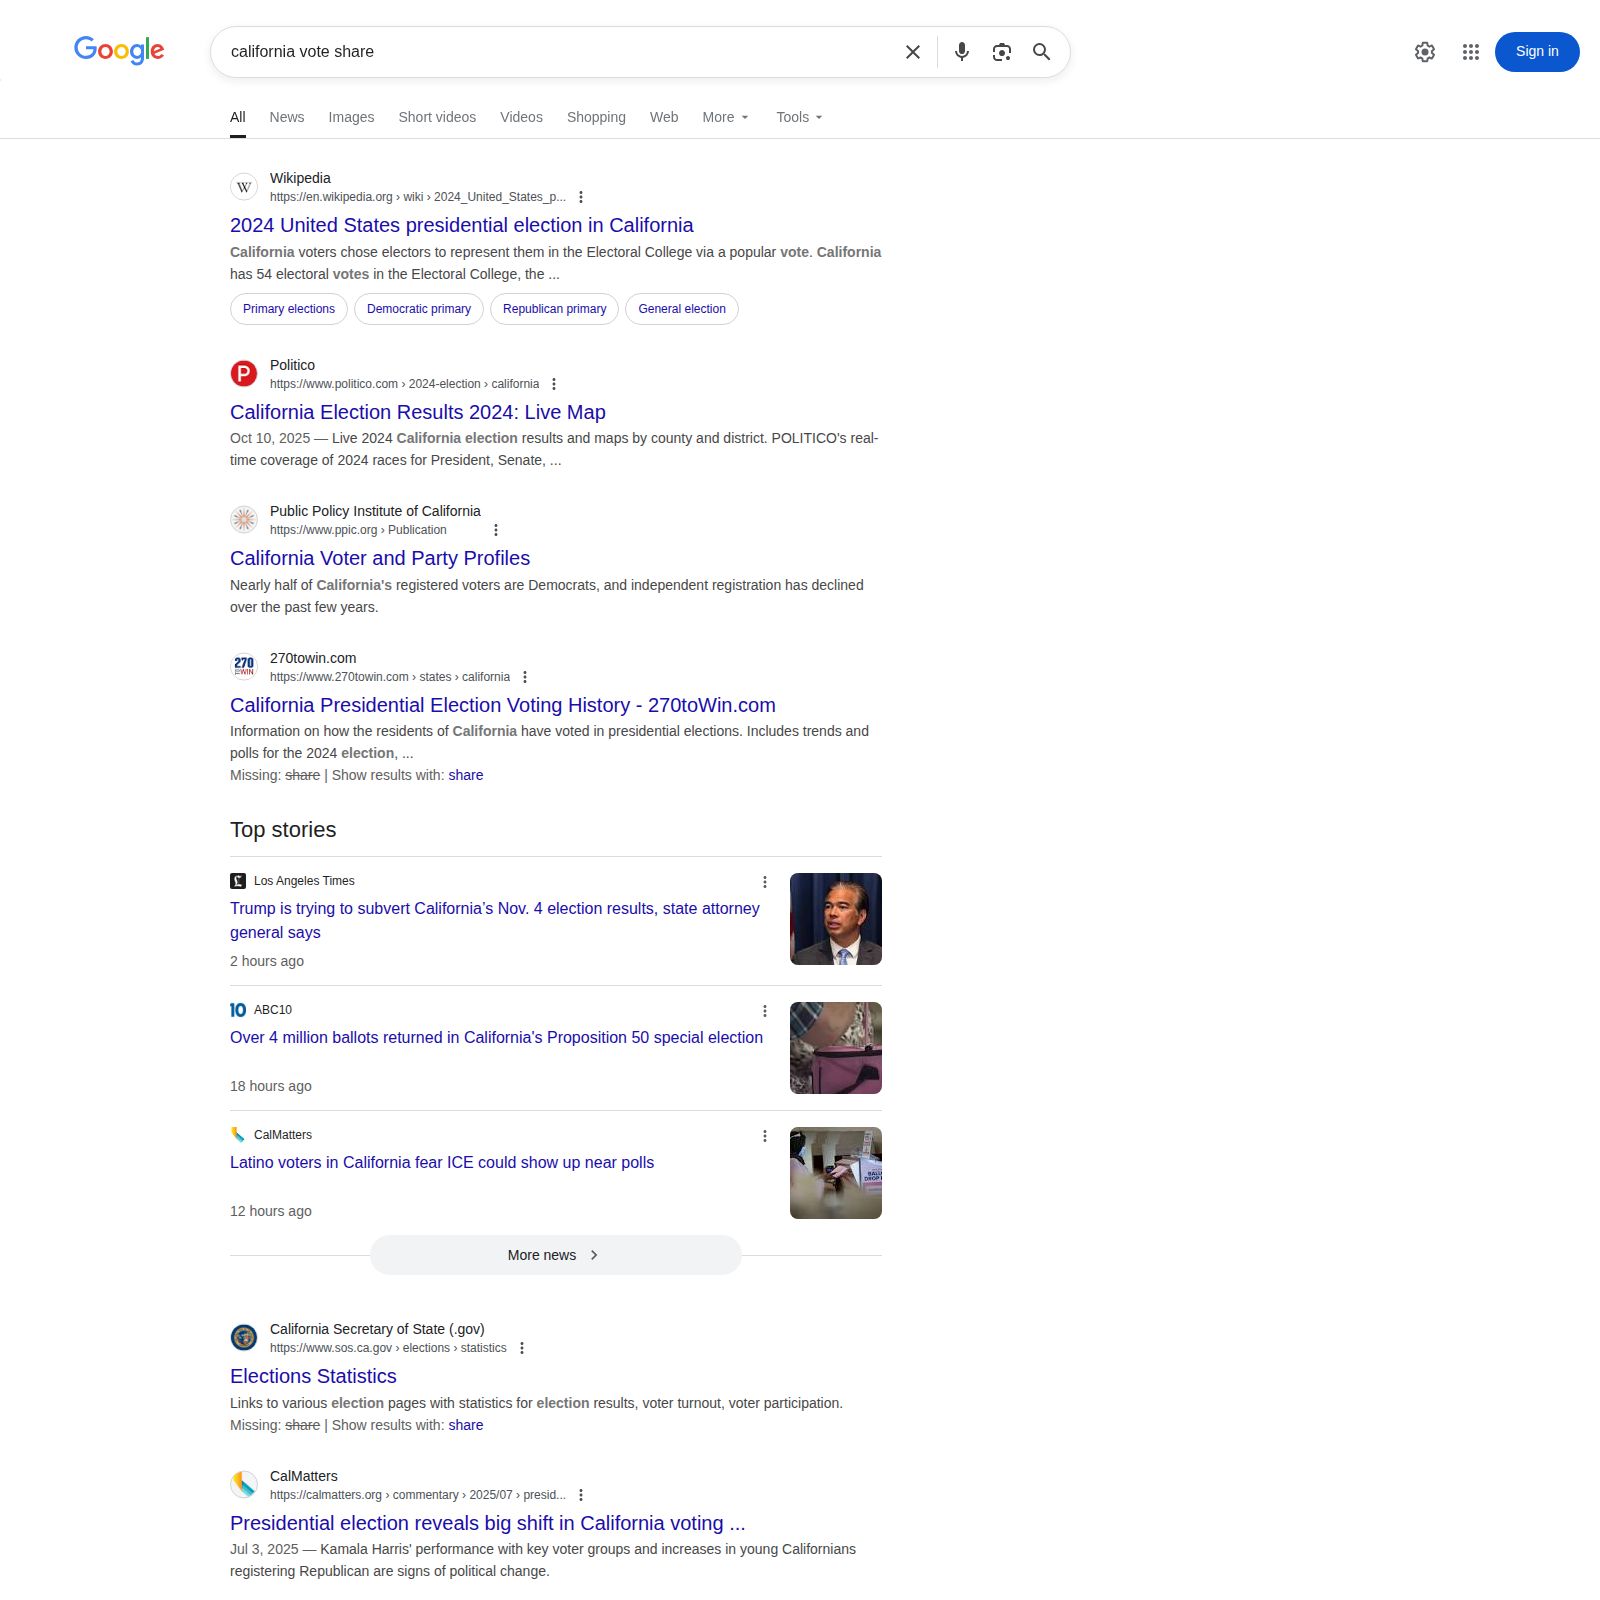 Google
california vote share
Sign in
All News Images Short videos Videos Shopping Web More Tools
W
Wikipedia
https://en.wikipedia.org › wiki › 2024_United_States_p...
2024 United States presidential election in California
California voters chose electors to represent them in the Electoral College via a popular vote. California
has 54 electoral votes in the Electoral College, the ...
Primary elections Democratic primary Republican primary General election
P
Politico
https://www.politico.com › 2024-election › california
California Election Results 2024: Live Map
Oct 10, 2025 — Live 2024 California election results and maps by county and district. POLITICO's real-
time coverage of 2024 races for President, Senate, ...
Public Policy Institute of California
https://www.ppic.org › Publication
California Voter and Party Profiles
Nearly half of California's registered voters are Democrats, and independent registration has declined
over the past few years.
270
WIN
270towin.com
https://www.270towin.com › states › california
California Presidential Election Voting History - 270toWin.com
Information on how the residents of California have voted in presidential elections. Includes trends and
polls for the 2024 election, ...
Missing: share | Show results with: share
Top stories
Los Angeles Times
Trump is trying to subvert California’s Nov. 4 election results, state attorney
general says
2 hours ago
10
ABC10
Over 4 million ballots returned in California's Proposition 50 special election
18 hours ago
CalMatters
Latino voters in California fear ICE could show up near polls
12 hours ago
More news
California Secretary of State (.gov)
https://www.sos.ca.gov › elections › statistics
Elections Statistics
Links to various election pages with statistics for election results, voter turnout, voter participation.
Missing: share | Show results with: share
CalMatters
https://calmatters.org › commentary › 2025/07 › presid...
Presidential election reveals big shift in California voting ...
Jul 3, 2025 — Kamala Harris' performance with key voter groups and increases in young Californians
registering Republican are signs of political change.